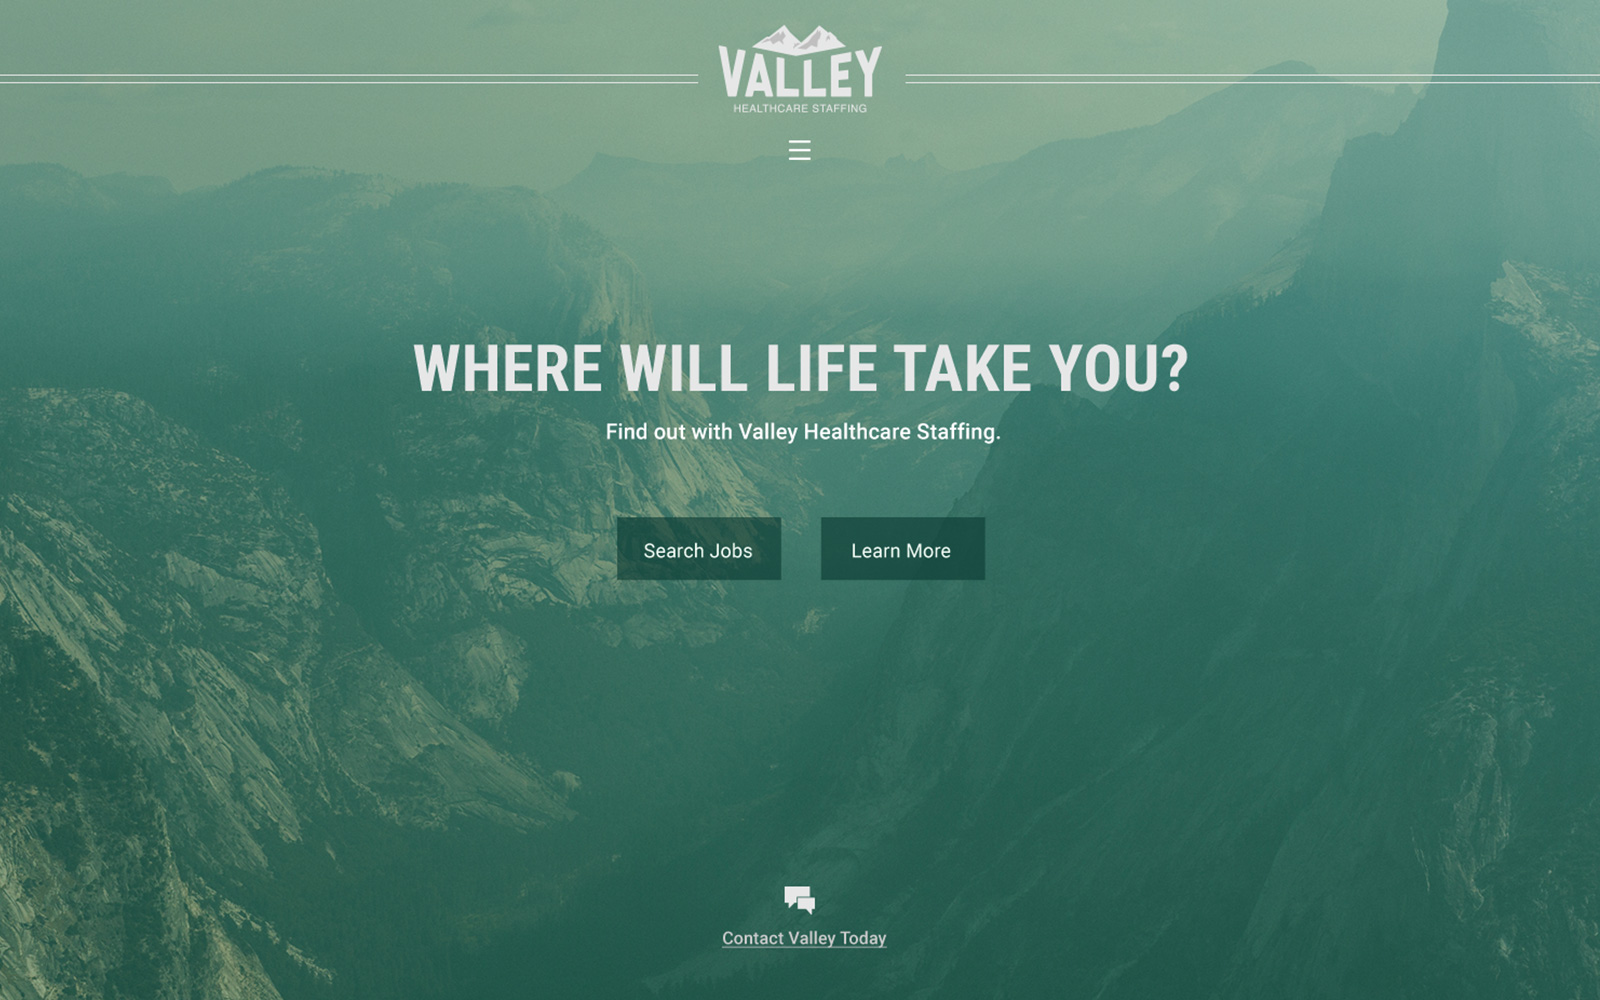 VALLEY
HEALTHCARE STAFFING
WHERE WILL LIFE TAKE YOU?
Find out with Valley Healthcare Staffing.
Search Jobs
Learn More
Contact Valley Today